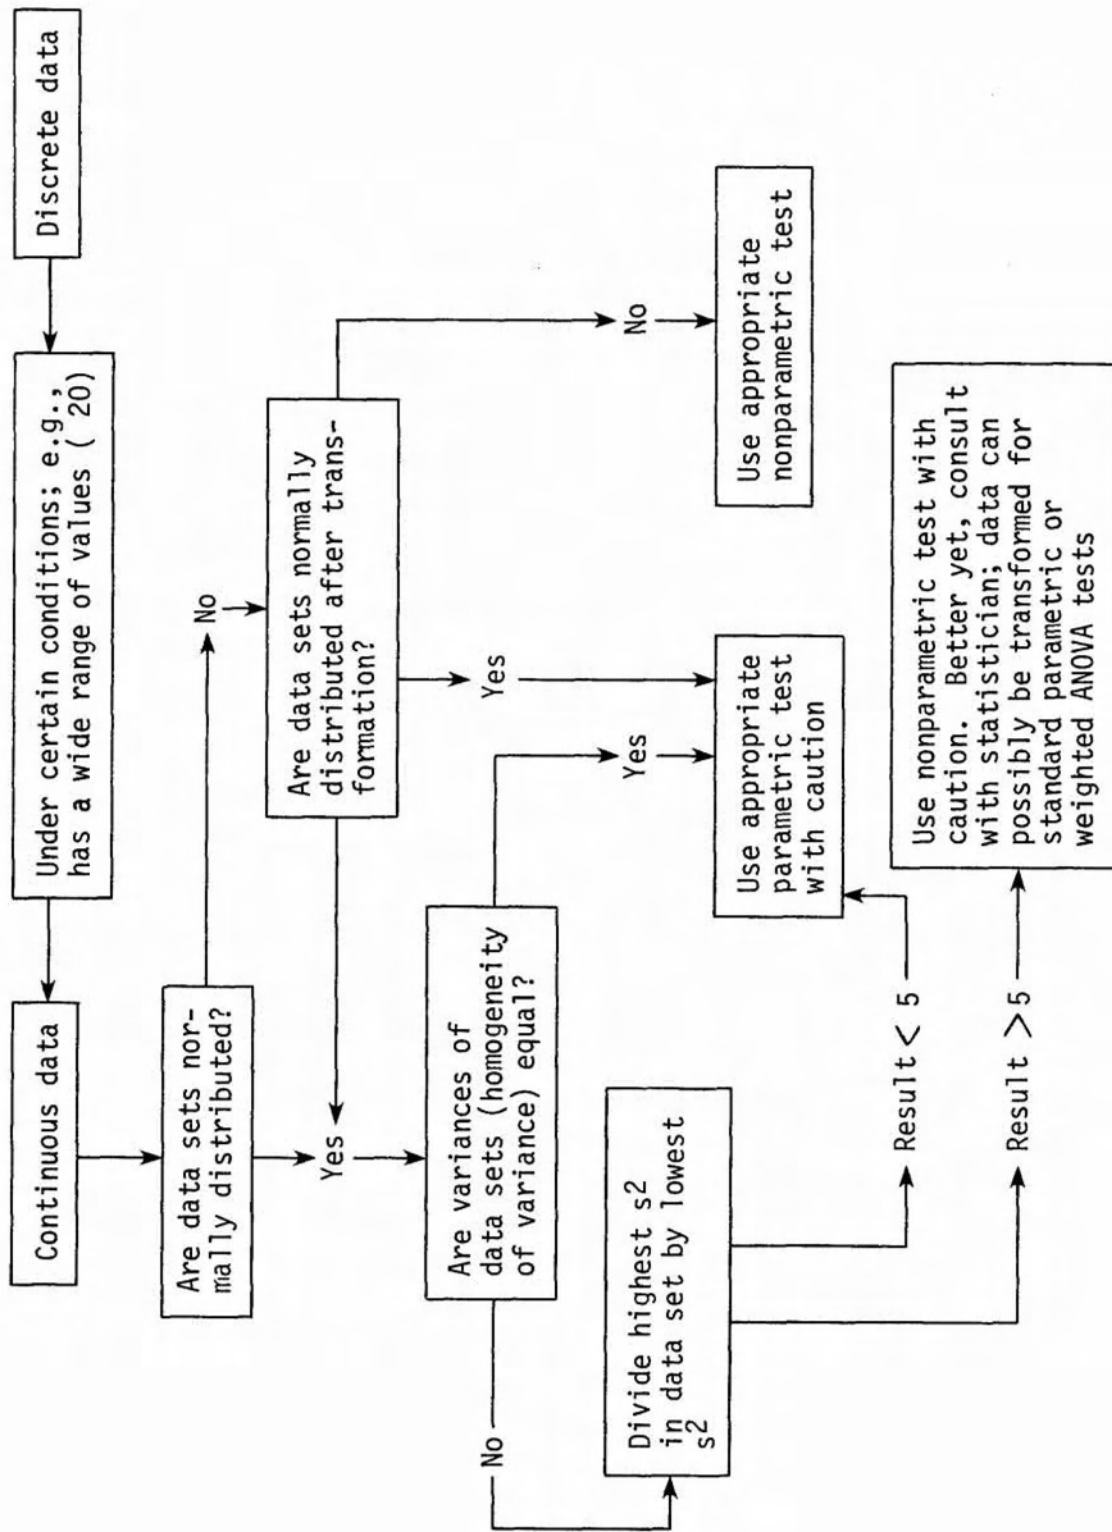 Continuous data
Under certain conditions; e.g.,
has a wide range of values ( 20)
Discrete data
Are data sets nor-
mally distributed?
No
Yes
Are data sets normally
distributed after trans-
formation?
Yes
No
Are variances of
data sets (homogeneity
of variance) equal?
No
Yes
Use appropriate
parametric test
with caution
Use appropriate
nonparametric test
Divide highest s2
in data set by lowest
s2
Result < 5
Result > 5
Use nonparametric test with
caution. Better yet, consult
with statistician; data can
possibly be transformed for
standard parametric or
weighted ANOVA tests